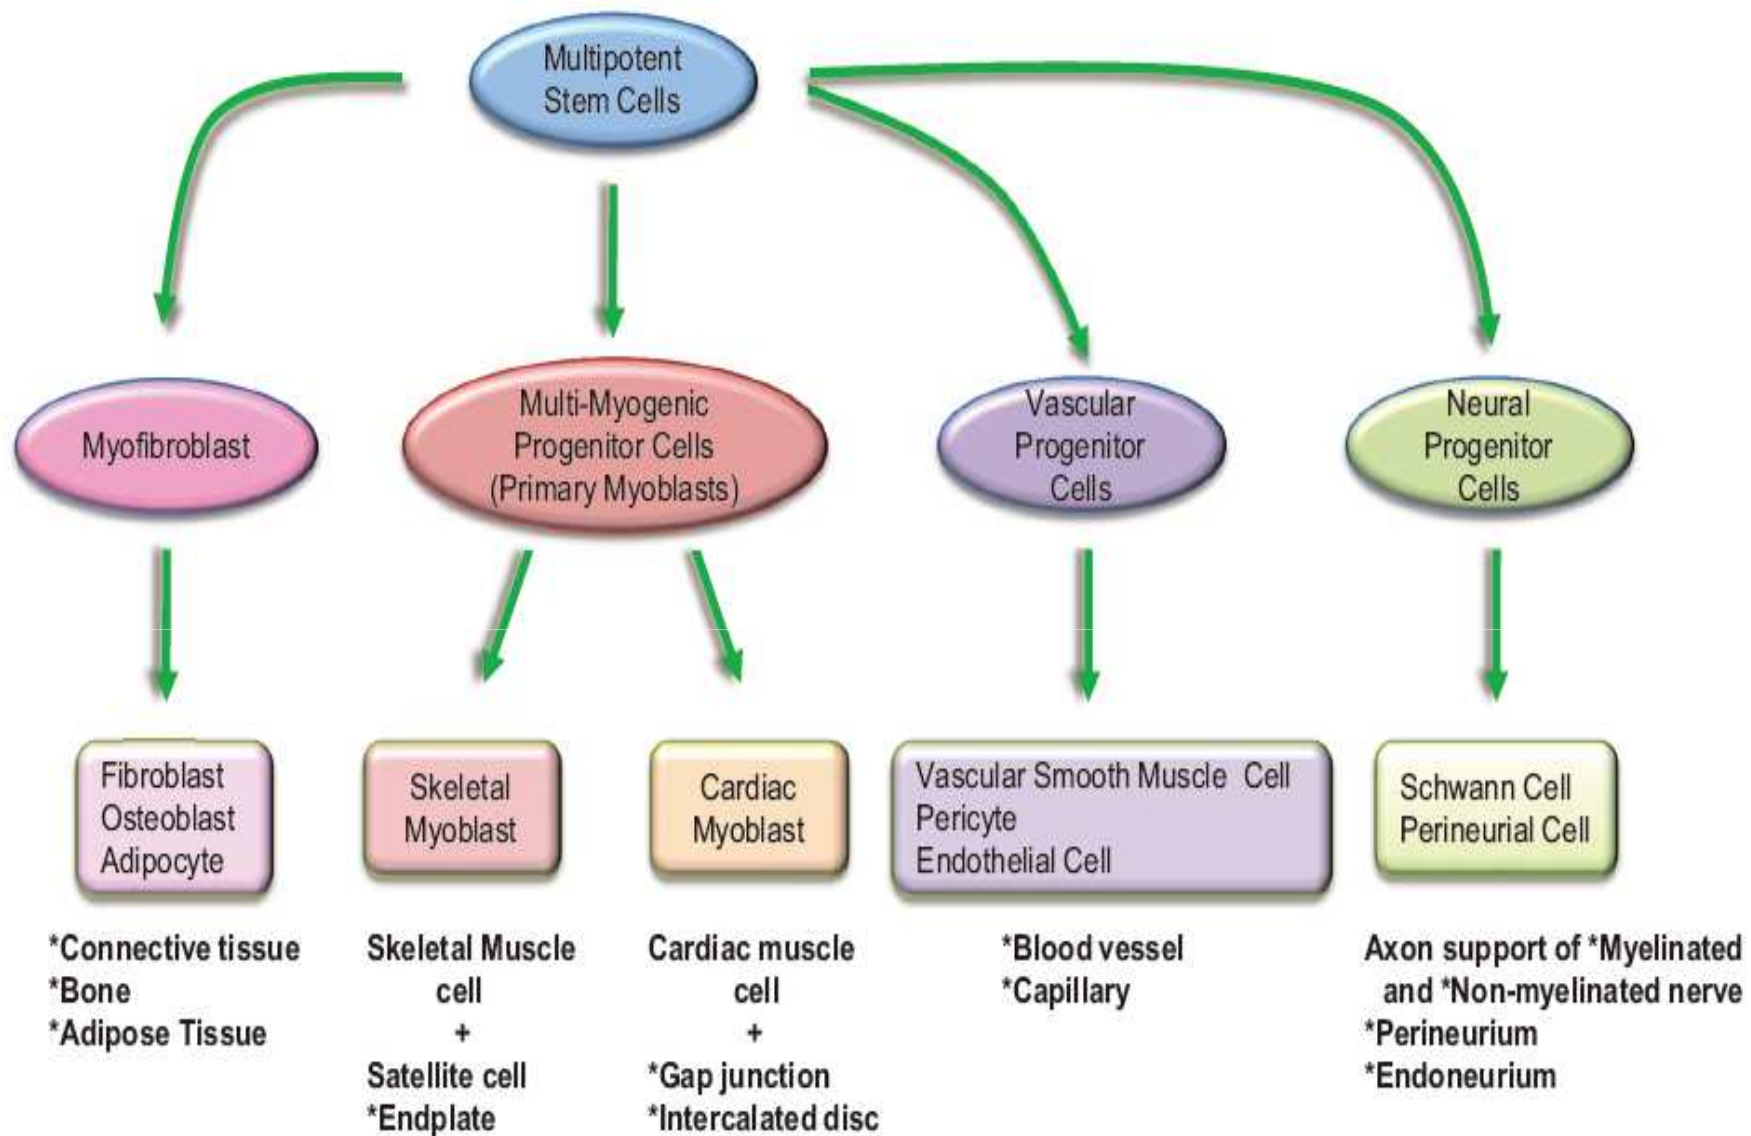 Multipotent
Stem Cells
Myofibroblast
Multi-Myogenic
Progenitor Cells
(Primary Myoblasts)
Vascular
Progenitor
Cells
Neural
Progenitor
Cells
Fibroblast
Osteoblast
Adipocyte
Skeletal
Myoblast
Cardiac
Myoblast
Vascular Smooth Muscle Cell
Pericyte
Endothelial Cell
Schwann Cell
Perineurial Cell
*Connective tissue
*Bone
*Adipose Tissue
Skeletal Muscle
cell
+
Satellite cell
*Endplate
Cardiac muscle
cell
+
*Gap junction
*Intercalated disc
*Blood vessel
*Capillary
Axon support of *Myelinated
and *Non-myelinated nerve
*Perineurium
*Endoneurium